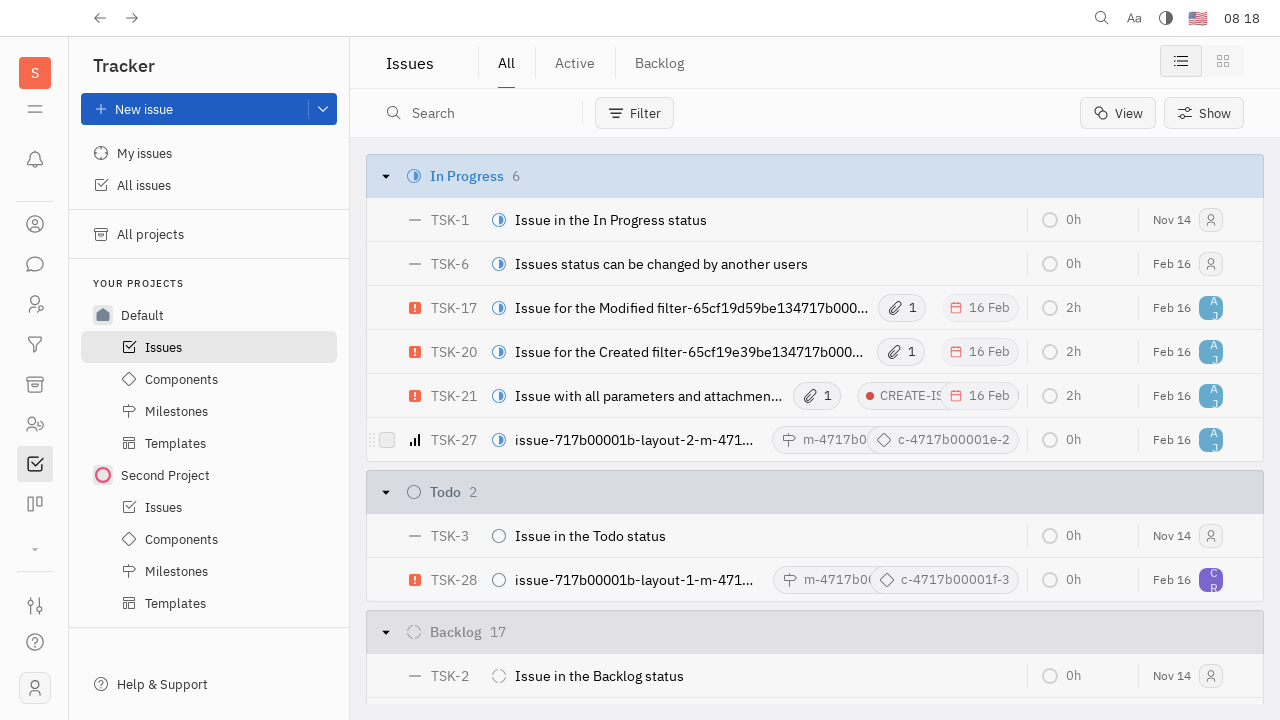 Aa
08 18
S
Tracker
New issue
My issues
All issues
All projects
YOUR PROJECTS
Default
Issues
Components
Milestones
Templates
Second Project
Issues
Components
Milestones
Templates
Help & Support
Issues
All
Active
Backlog
Search
Filter
View
Show
In Progress 6
TSK-1 Issue in the In Progress status 0h Nov 14
TSK-6 Issues status can be changed by another users 0h Feb 16
TSK-17 Issue for the Modified filter-65cf19d59be134717b000... 1 16 Feb 2h Feb 16 AJ
TSK-20 Issue for the Created filter-65cf19e39be134717b000... 1 16 Feb 2h Feb 16 AJ
TSK-21 Issue with all parameters and attachmen... 1 CREATE-IS 16 Feb 2h Feb 16 AJ
TSK-27 issue-717b00001b-layout-2-m-471... m-4717b0 c-4717b00001e-2 0h Feb 16 AJ
Todo 2
TSK-3 Issue in the Todo status 0h Nov 14
TSK-28 issue-717b00001b-layout-1-m-471... m-4717b00 c-4717b00001f-3 0h Feb 16 CR
Backlog 17
TSK-2 Issue in the Backlog status 0h Nov 14